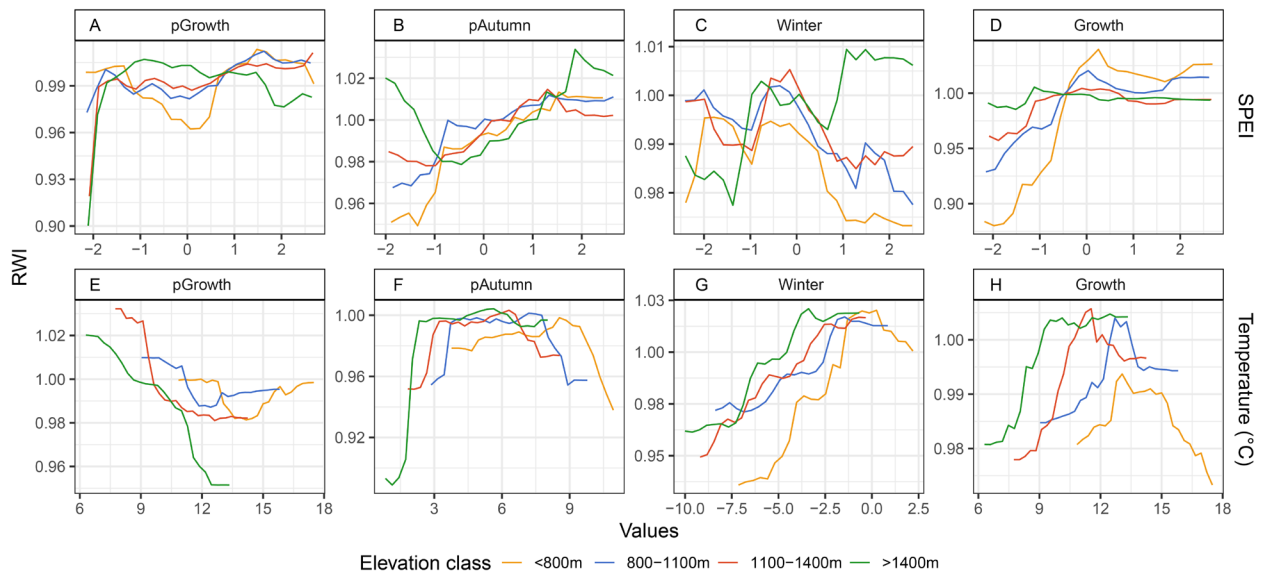 A pGrowth B pAutumn C Winter D Growth
0.99 0.96 0.93 0.90
−2 −1 0 1 2
1.02 1.00 0.98 0.96
−2 −1 0 1 2
1.01 1.00 0.99 0.98
−2 −1 0 1 2
1.00 0.95 0.90
−2 −1 0 1 2
SPEI
RWI
E pGrowth F pAutumn G Winter H Growth
1.02 1.00 0.98 0.96
6 9 12 15 18
1.00 0.96 0.92
3 6 9
1.03 1.00 0.98 0.95
−10.0 −7.5 −5.0 −2.5 0.0 2.5
1.00 0.99 0.98
6 9 12 15 18
Temperature (°C)
Values
Elevation class <800m 800−1100m 1100−1400m >1400m